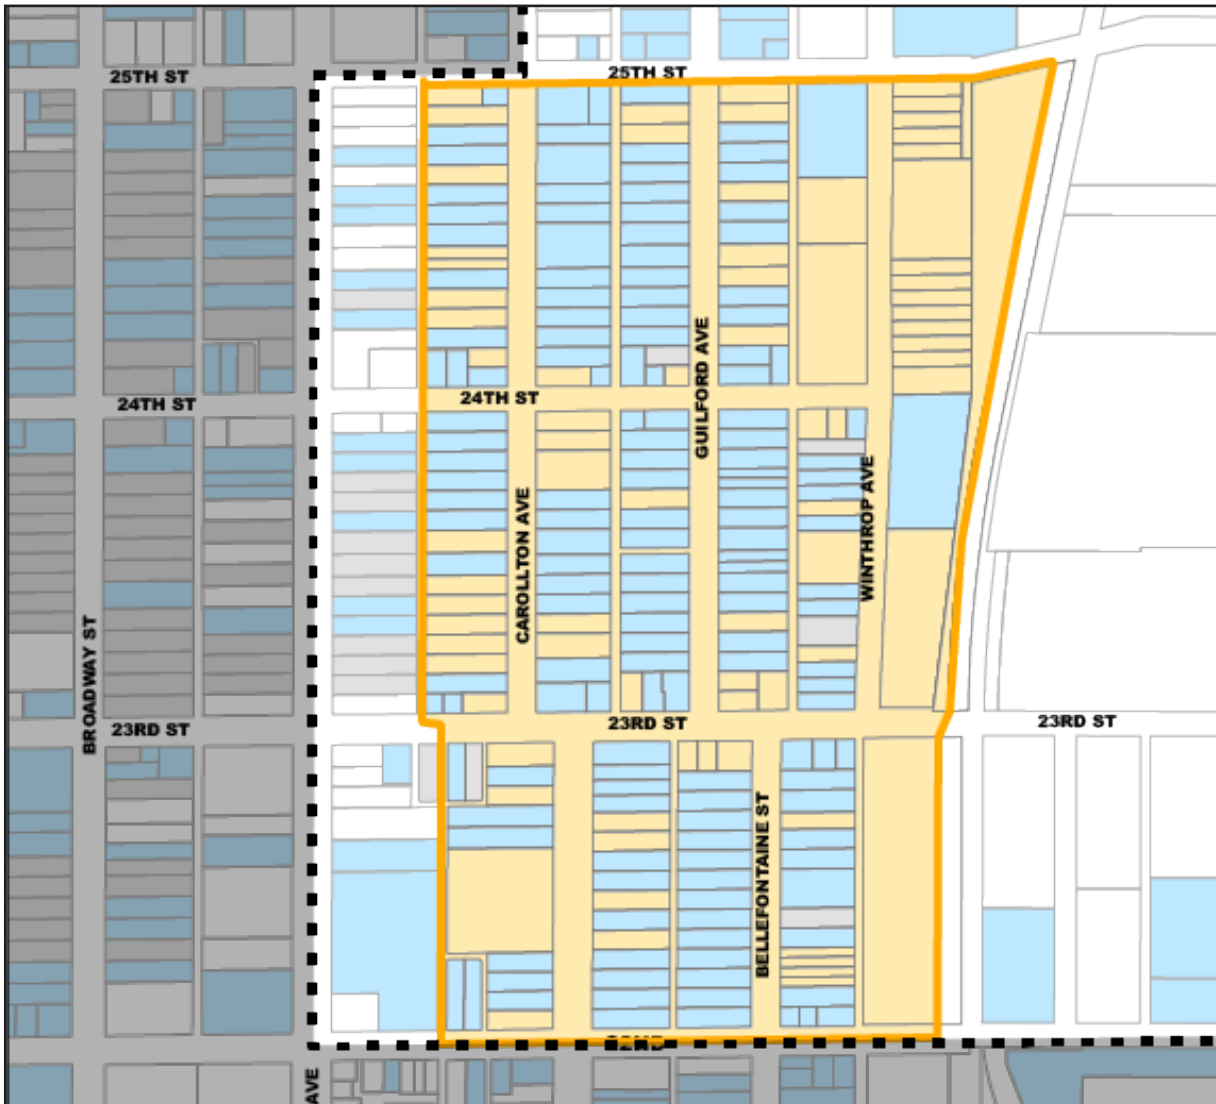 25TH ST
25TH ST
GUILFORD AVE
24TH ST
24TH ST
CAROLLTON AVE
WINTHROP AVE
BROADWAY ST
23RD ST
23RD ST
23RD ST
BELLEFONTAINE ST
AVE